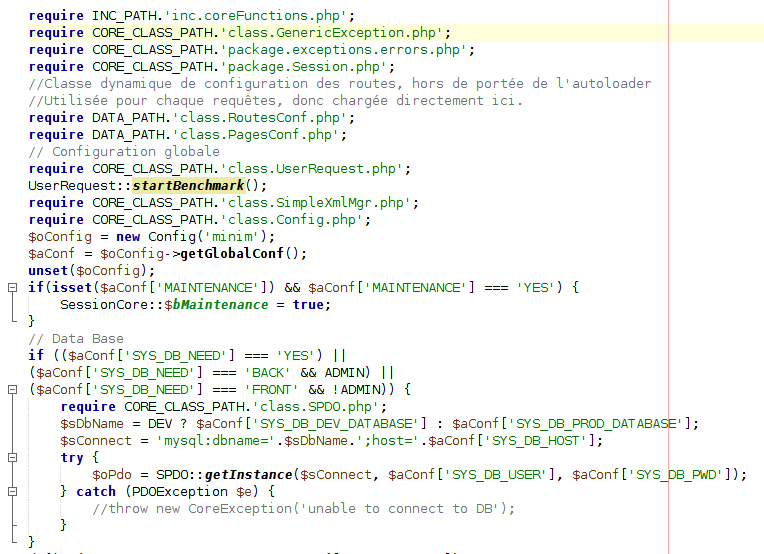 require INC_PATH.'inc.coreFunctions.php';
require CORE_CLASS_PATH.'class.GenericException.php';
require CORE_CLASS_PATH.'package.exceptions.errors.php';
require CORE_CLASS_PATH.'package.Session.php';
//Classe dynamique de configuration des routes, hors de portée de l'autoloader
//Utilisée pour chaque requêtes, donc chargée directement ici.
require DATA_PATH.'class.RoutesConf.php';
require DATA_PATH.'class.PagesConf.php';
// Configuration globale
require CORE_CLASS_PATH.'class.UserRequest.php';
UserRequest::startBenchmark();
require CORE_CLASS_PATH.'class.SimpleXmlMgr.php';
require CORE_CLASS_PATH.'class.Config.php';
$oConfig = new Config('minim');
$aConf = $oConfig->getGlobalConf();
unset($oConfig);
if(isset($aConf['MAINTENANCE']) && $aConf['MAINTENANCE'] === 'YES') {
    SessionCore::$bMaintenance = true;
}
// Data Base
if (($aConf['SYS_DB_NEED'] === 'YES') ||
($aConf['SYS_DB_NEED'] === 'BACK' && ADMIN) ||
($aConf['SYS_DB_NEED'] === 'FRONT' && !ADMIN)) {
    require CORE_CLASS_PATH.'class.SPDO.php';
    $sDbName = DEV ? $aConf['SYS_DB_DEV_DATABASE'] : $aConf['SYS_DB_PROD_DATABASE'];
    $sConnect = 'mysql:dbname='.$sDbName.';host='.$aConf['SYS_DB_HOST'];
    try {
        $oPdo = SPDO::getInstance($sConnect, $aConf['SYS_DB_USER'], $aConf['SYS_DB_PWD']);
    } catch (PDOException $e) {
        //throw new CoreException('unable to connect to DB');
    }
}